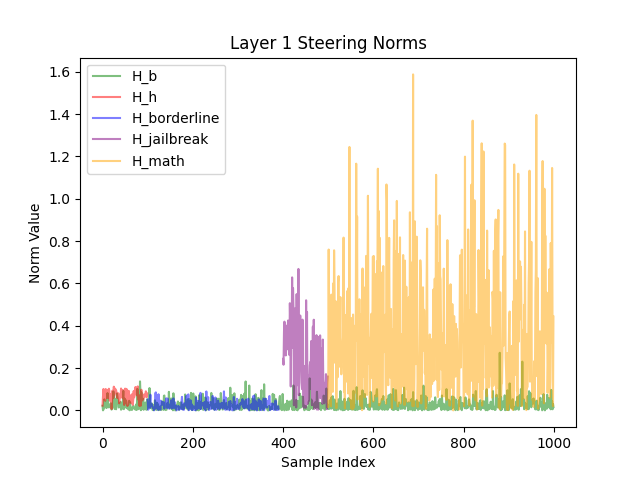 Layer 1 Steering Norms
H_b
H_h
H_borderline
H_jailbreak
H_math
Norm Value
1.6
1.4
1.2
1.0
0.8
0.6
0.4
0.2
0.0
0 200 400 600 800 1000
Sample Index